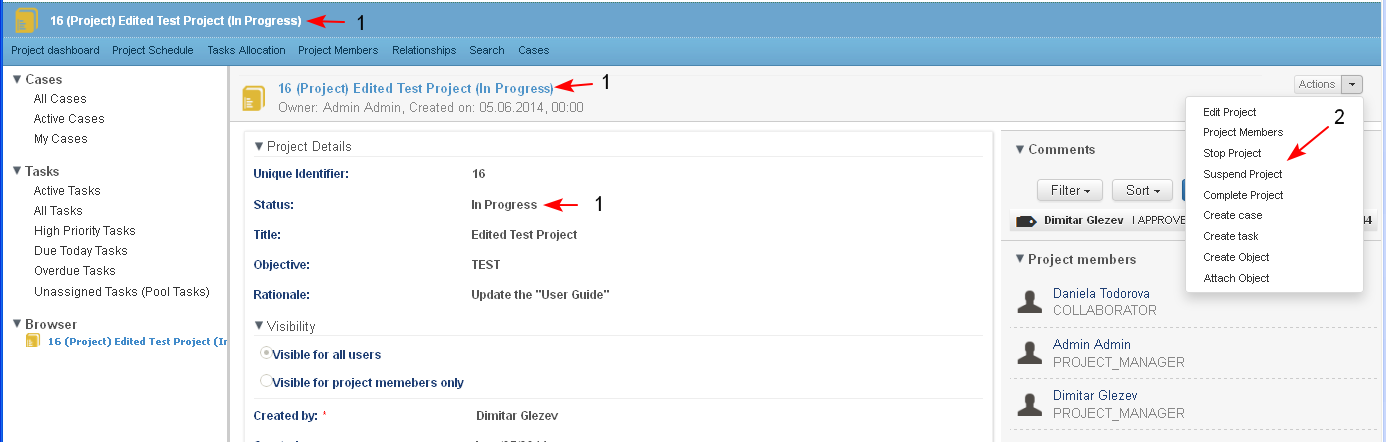 16 (Project) Edited Test Project (In Progress) 1
Project dashboard Project Schedule Tasks Allocation Project Members Relationships Search Cases
Cases
All Cases
Active Cases
My Cases
Tasks
Active Tasks
All Tasks
High Priority Tasks
Due Today Tasks
Overdue Tasks
Unassigned Tasks (Pool Tasks)
Browser
16 (Project) Edited Test Project (In
16 (Project) Edited Test Project (In Progress) 1
Owner: Admin Admin, Created on: 05.06.2014, 00:00
Project Details
Unique Identifier: 16
Status: In Progress 1
Title: Edited Test Project
Objective: TEST
Rationale: Update the "User Guide"
Visibility
Visible for all users
Visible for project memebers only
Created by: * Dimitar Glezev
Actions
Edit Project
Project Members
Stop Project
Suspend Project
Complete Project
Create case
Create task
Create Object
Attach Object
2
Comments
Filter Sort
Dimitar Glezev I APPROVE 44
Project members
Daniela Todorova
COLLABORATOR
Admin Admin
PROJECT_MANAGER
Dimitar Glezev
PROJECT_MANAGER